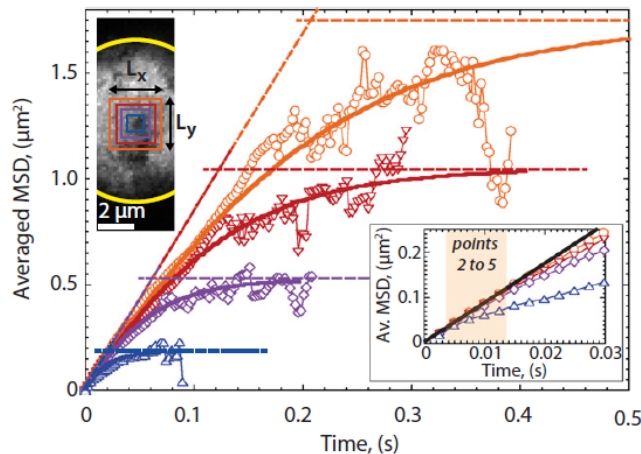 Averaged MSD, (μm²)
1.5
1.0
0.5
0
Lx
Ly
2 μm
Av. MSD, (μm²)
0.2
0.1
0
points
2 to 5
0
0.01
0.02
0.03
Time, (s)
0
0.1
0.2
0.3
0.4
0.5
Time, (s)